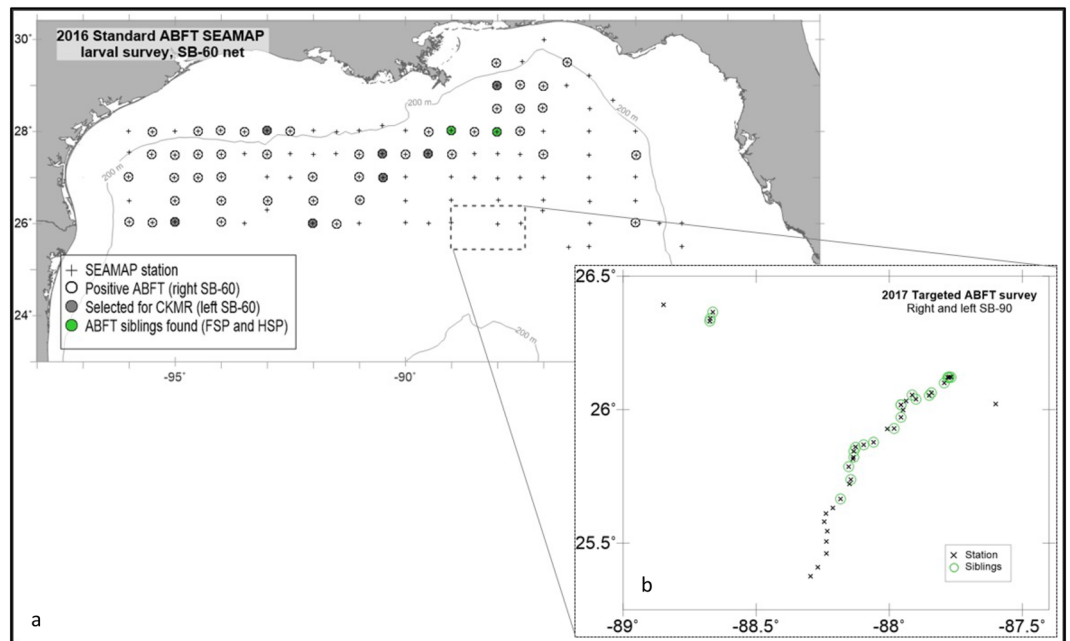 2016 Standard ABFT SEAMAP
larval survey, SB-60 net
30°
28°
26°
24°
-95°
-90°
200 m
200 m
200 m
200 m
SEAMAP station
Positive ABFT (right SB-60)
Selected for CKMR (left SB-60)
ABFT siblings found (FSP and HSP)
a
2017 Targeted ABFT survey
Right and left SB-90
26.5°
26°
25.5°
-89°
-88.5°
-88°
-87.5°
Station
Siblings
b